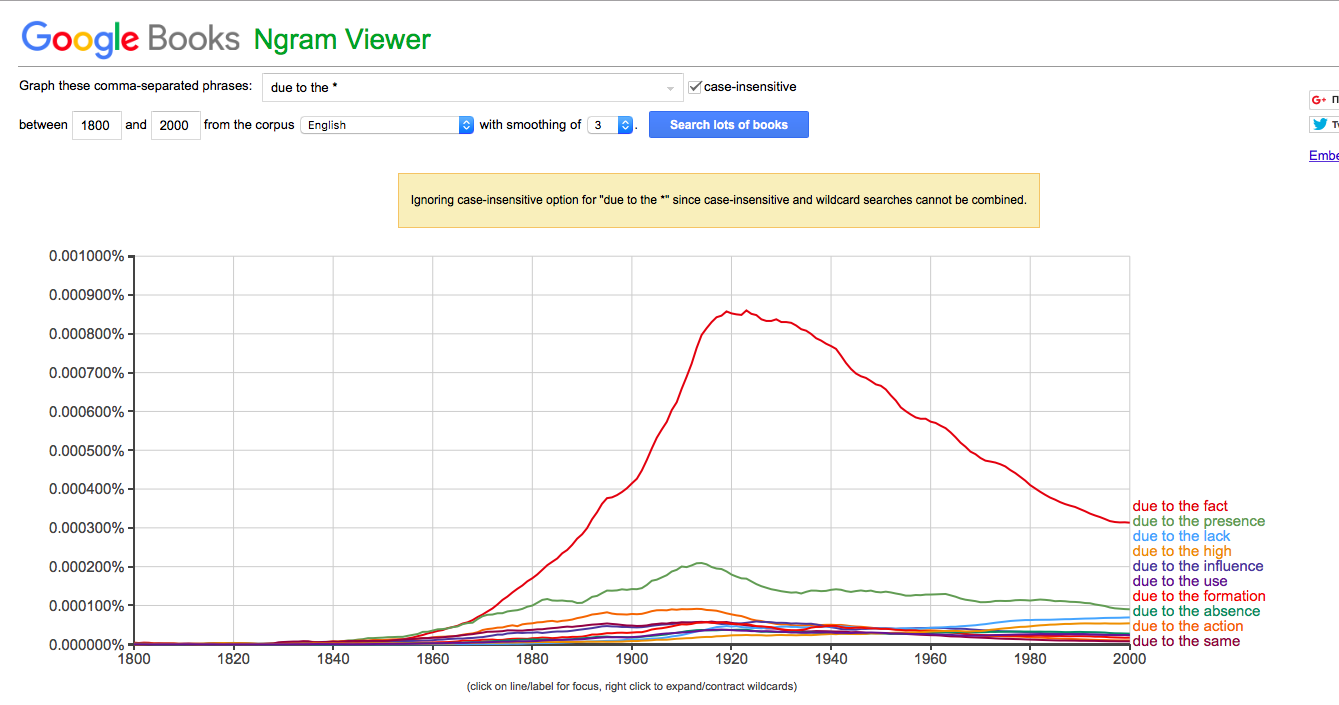 Google Books Ngram Viewer
Graph these comma-separated phrases: due to the * case-insensitive
between 1800 and 2000 from the corpus English with smoothing of 3 . Search lots of books
Embe
Ignoring case-insensitive option for "due to the *" since case-insensitive and wildcard searches cannot be combined.
0.001000%
0.000900%
0.000800%
0.000700%
0.000600%
0.000500%
0.000400%
0.000300%
0.000200%
0.000100%
0.000000%
due to the fact
due to the presence
due to the lack
due to the high
due to the influence
due to the use
due to the formation
due to the absence
due to the action
due to the same
1800 1820 1840 1860 1880 1900 1920 1940 1960 1980 2000
(click on line/label for focus, right click to expand/contract wildcards)